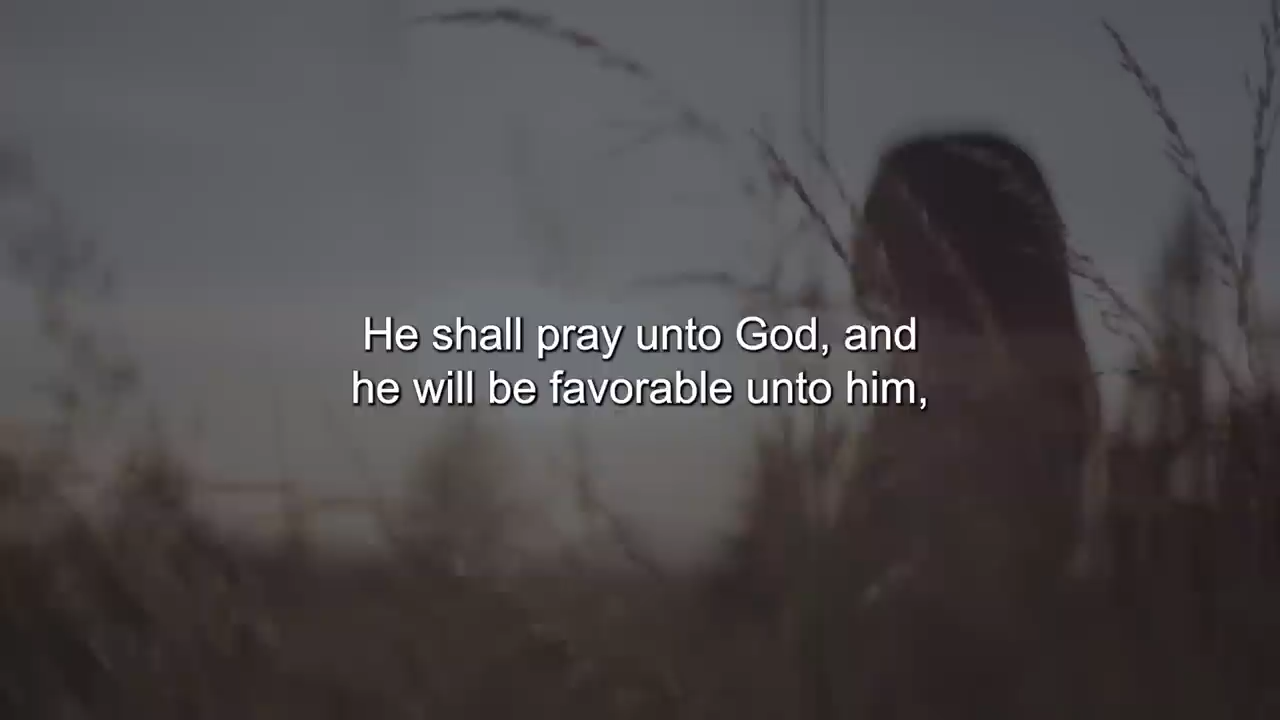 He shall pray unto God, and
he will be favorable unto him,